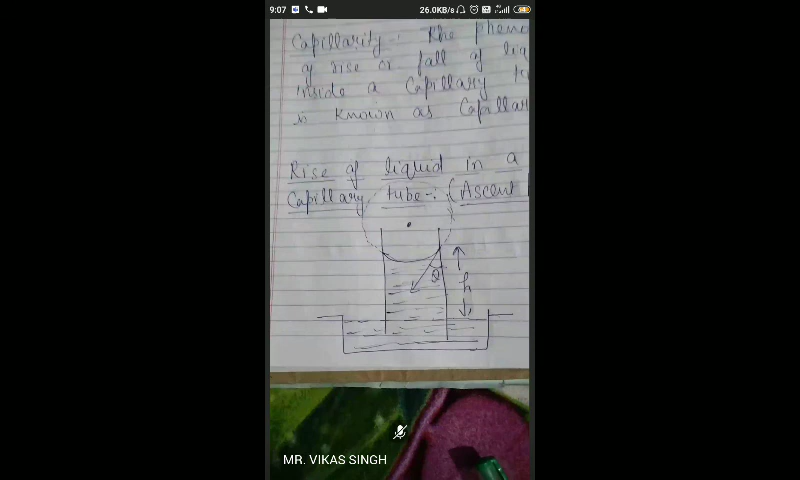 9:07 26.0KB/s
Capillarity :- The pheno
of rise or fall of liq
inside a Capillary t
is known as Capillar
Rise of liquid in a
Capillary tube :- (Ascent
θ
h
MR. VIKAS SINGH